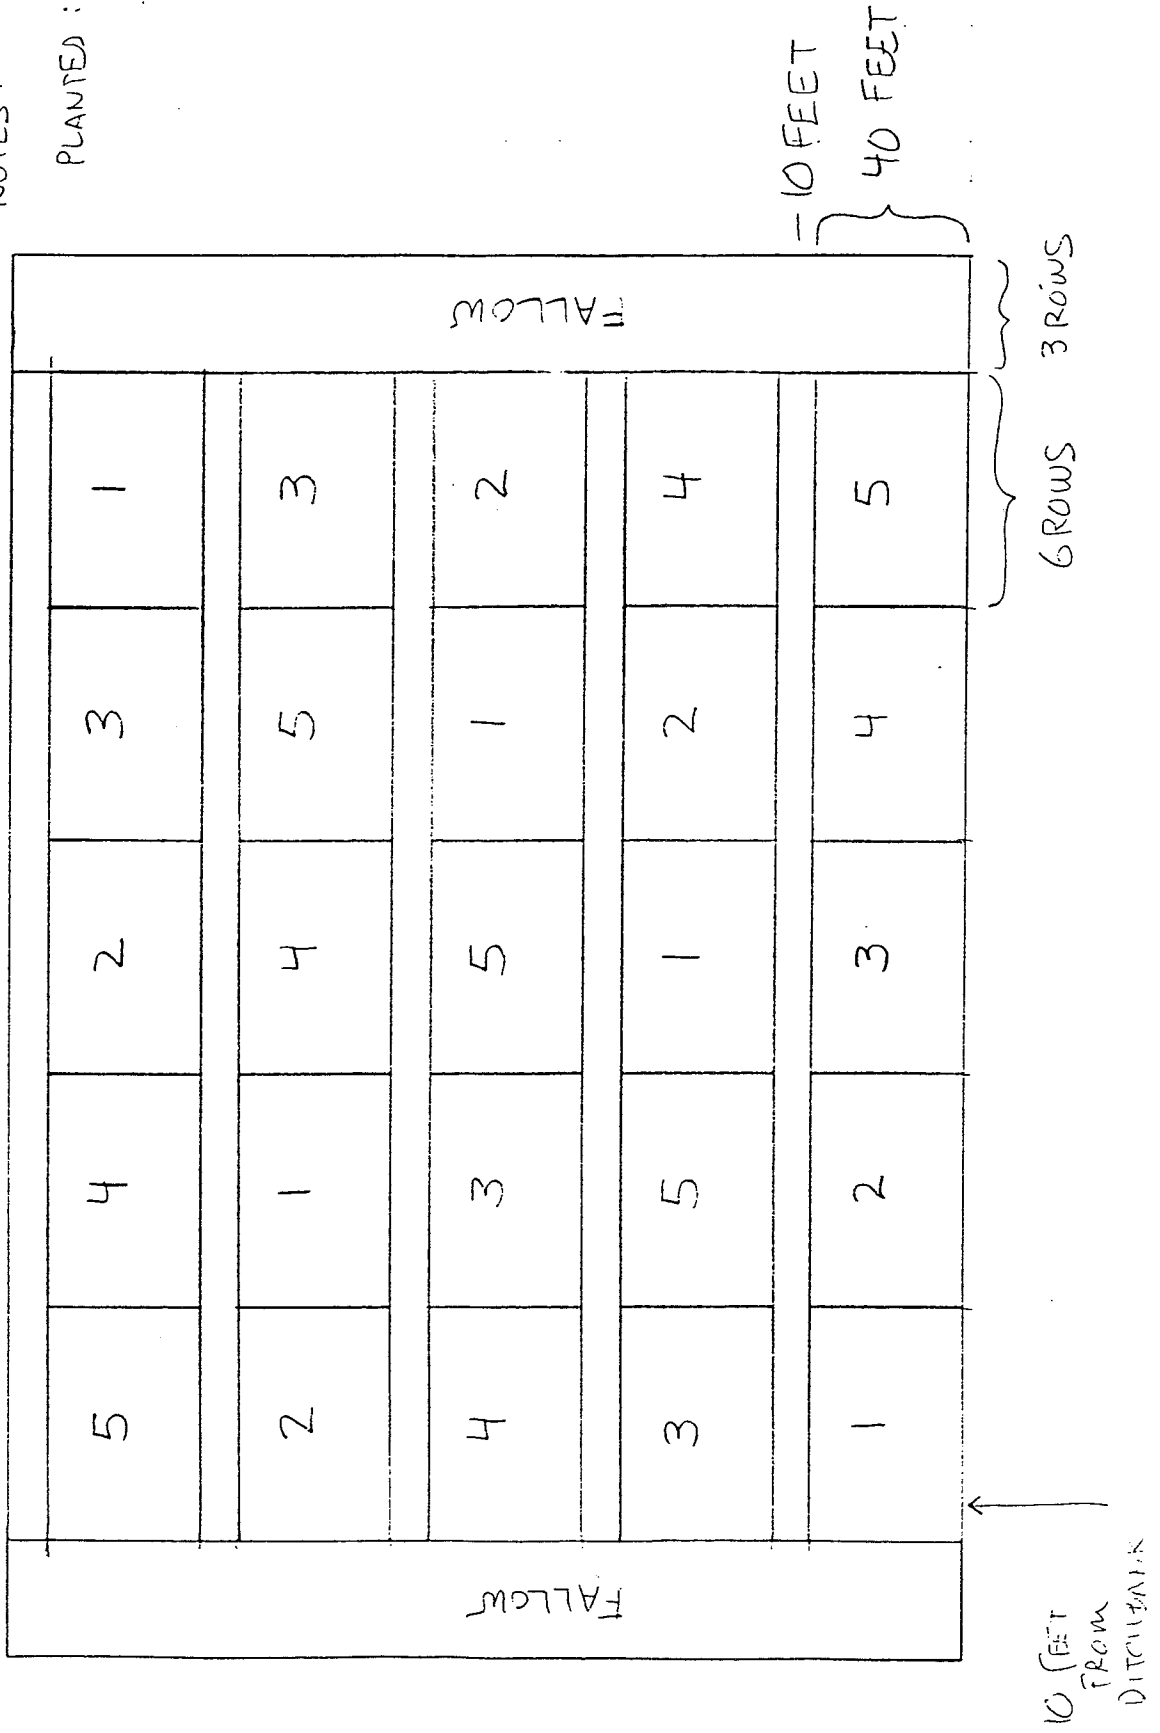 NOTES:
PLANTED :
5 4 2 3 1
2 1 4 5 3
FALLOW
FALLOW
4 3 5 1 2
3 5 1 2 4
- 10 FEET
1 2 3 4 5
40 FEET
6 ROWS 3 ROWS
10 FEET
FROM
DITCHBANK